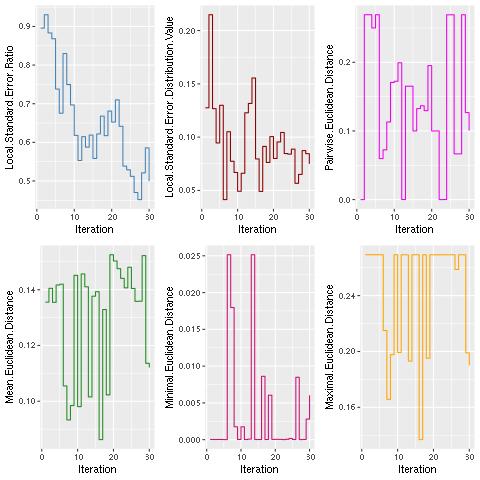 Local.Standard.Error.Ratio
0.9
0.8
0.7
0.6
0.5
0 10 20 30
Iteration
Local.Standard.Error.Distribution.Value
0.20
0.15
0.10
0.05
0 10 20 30
Iteration
Pairwise.Euclidean.Distance
0.2
0.1
0.0
0 10 20 30
Iteration
Mean.Euclidean.Distance
0.14
0.12
0.10
0 10 20 30
Iteration
Minimal.Euclidean.Distance
0.025
0.020
0.015
0.010
0.005
0.000
0 10 20 30
Iteration
Maximal.Euclidean.Distance
0.24
0.20
0.16
0 10 20 30
Iteration